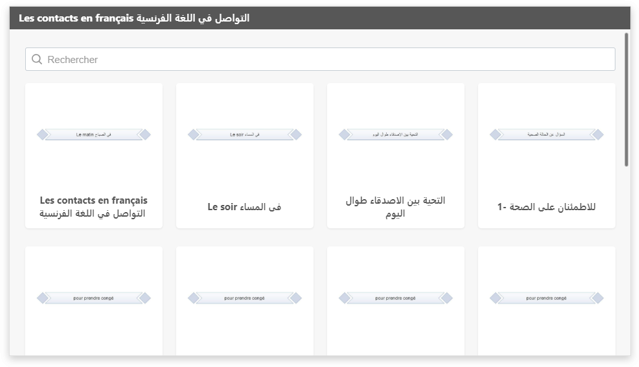 Les contacts en français التواصل في اللغة الفرنسية
Rechercher
Le matin في الصباح
Le soir في المساء
التحية بين الاصدقاء طوال اليوم
السؤال عن الحالة الصحية
Les contacts en français
التواصل في اللغة الفرنسية
Le soir في المساء
التحية بين الاصدقاء طوال
اليوم
1- للاطمئنان على الصحة
pour prendre congé
pour prendre congé
pour prendre congé
pour prendre congé